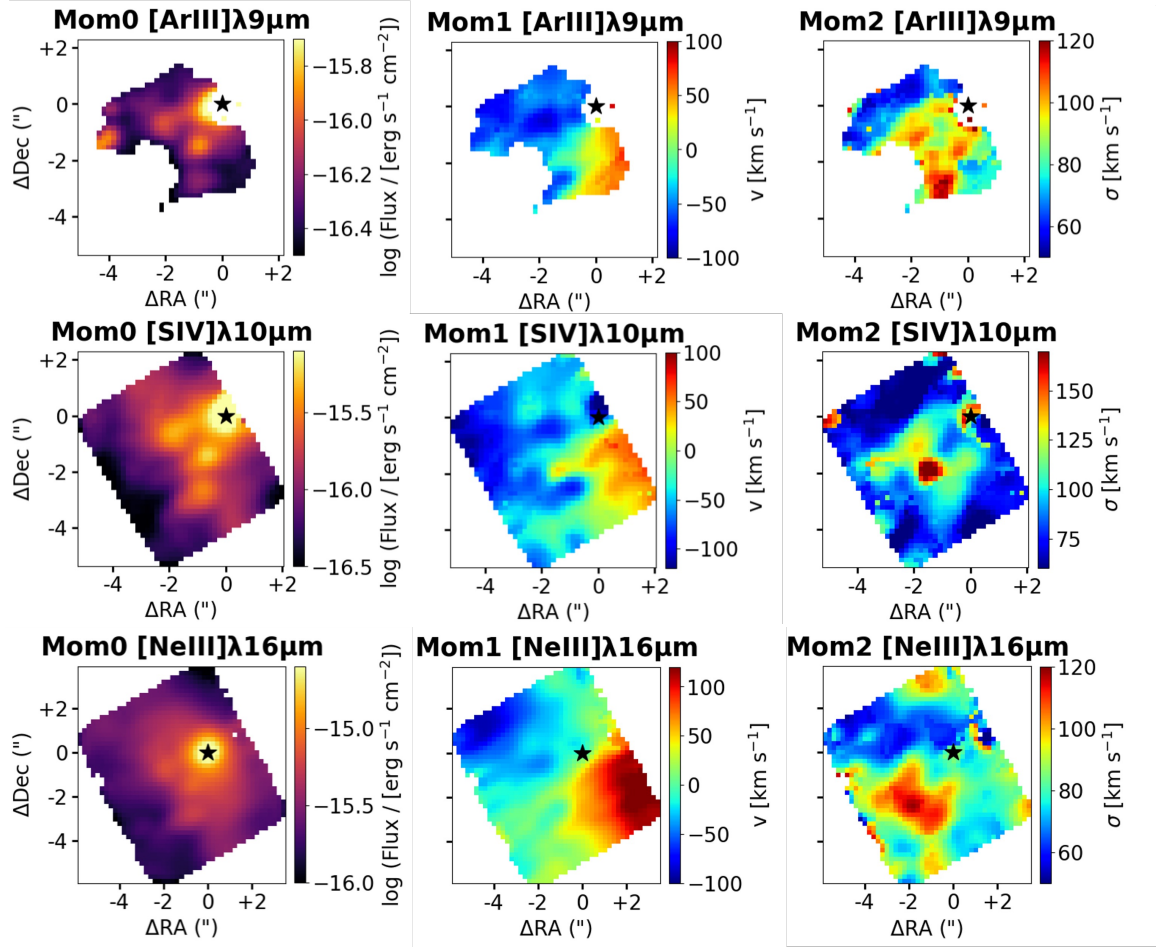 Mom0 [ArIII]λ9μm
+2
0
-2
-4
ΔDec (")
-4
-2
0
+2
ΔRA (")
−15.8
−16.0
−16.2
−16.4
log (Flux / [erg s⁻¹ cm⁻²])
Mom1 [ArIII]λ9μm
-4
-2
0
+2
ΔRA (")
100
50
0
−50
−100
v [km s⁻¹]
Mom2 [ArIII]λ9μm
-4
-2
0
+2
ΔRA (")
120
100
80
60
σ [km s⁻¹]
Mom0 [SIV]λ10μm
+2
0
-2
-4
ΔDec (")
-4
-2
0
+2
ΔRA (")
−15.5
−16.0
−16.5
log (Flux / [erg s⁻¹ cm⁻²])
Mom1 [SIV]λ10μm
-4
-2
0
+2
ΔRA (")
100
50
0
−50
−100
v [km s⁻¹]
Mom2 [SIV]λ10μm
-4
-2
0
+2
ΔRA (")
150
125
100
75
σ [km s⁻¹]
Mom0 [NeIII]λ16μm
+2
0
-2
-4
ΔDec (")
-4
-2
0
+2
ΔRA (")
−15.0
−15.5
−16.0
log (Flux / [erg s⁻¹ cm⁻²])
Mom1 [NeIII]λ16μm
-4
-2
0
+2
ΔRA (")
100
50
0
−50
−100
v [km s⁻¹]
Mom2 [NeIII]λ16μm
-4
-2
0
+2
ΔRA (")
120
100
80
60
σ [km s⁻¹]